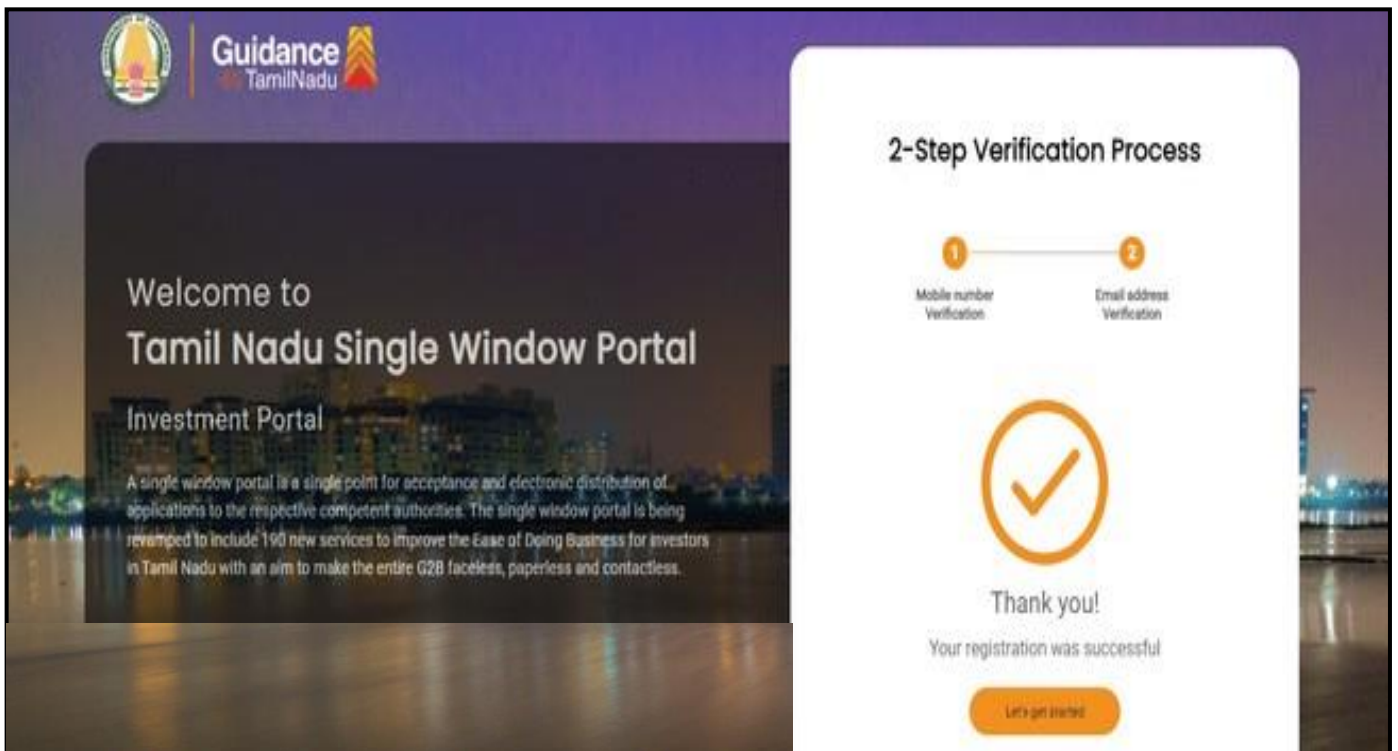 Guidance
TamilNadu
Welcome to
Tamil Nadu Single Window Portal
Investment Portal
A single window portal is a single point for acceptance and electronic distribution of
applications to the respective competent authorities. The single window portal is being
revamped to include 190 new services to improve the Ease of Doing Business for investors
in Tamil Nadu with an aim to make the entire G2B faceless, paperless and contactless.
2-Step Verification Process
1
2
Mobile number
Verification
Email address
Verification
Thank you!
Your registration was successful
Let's get started